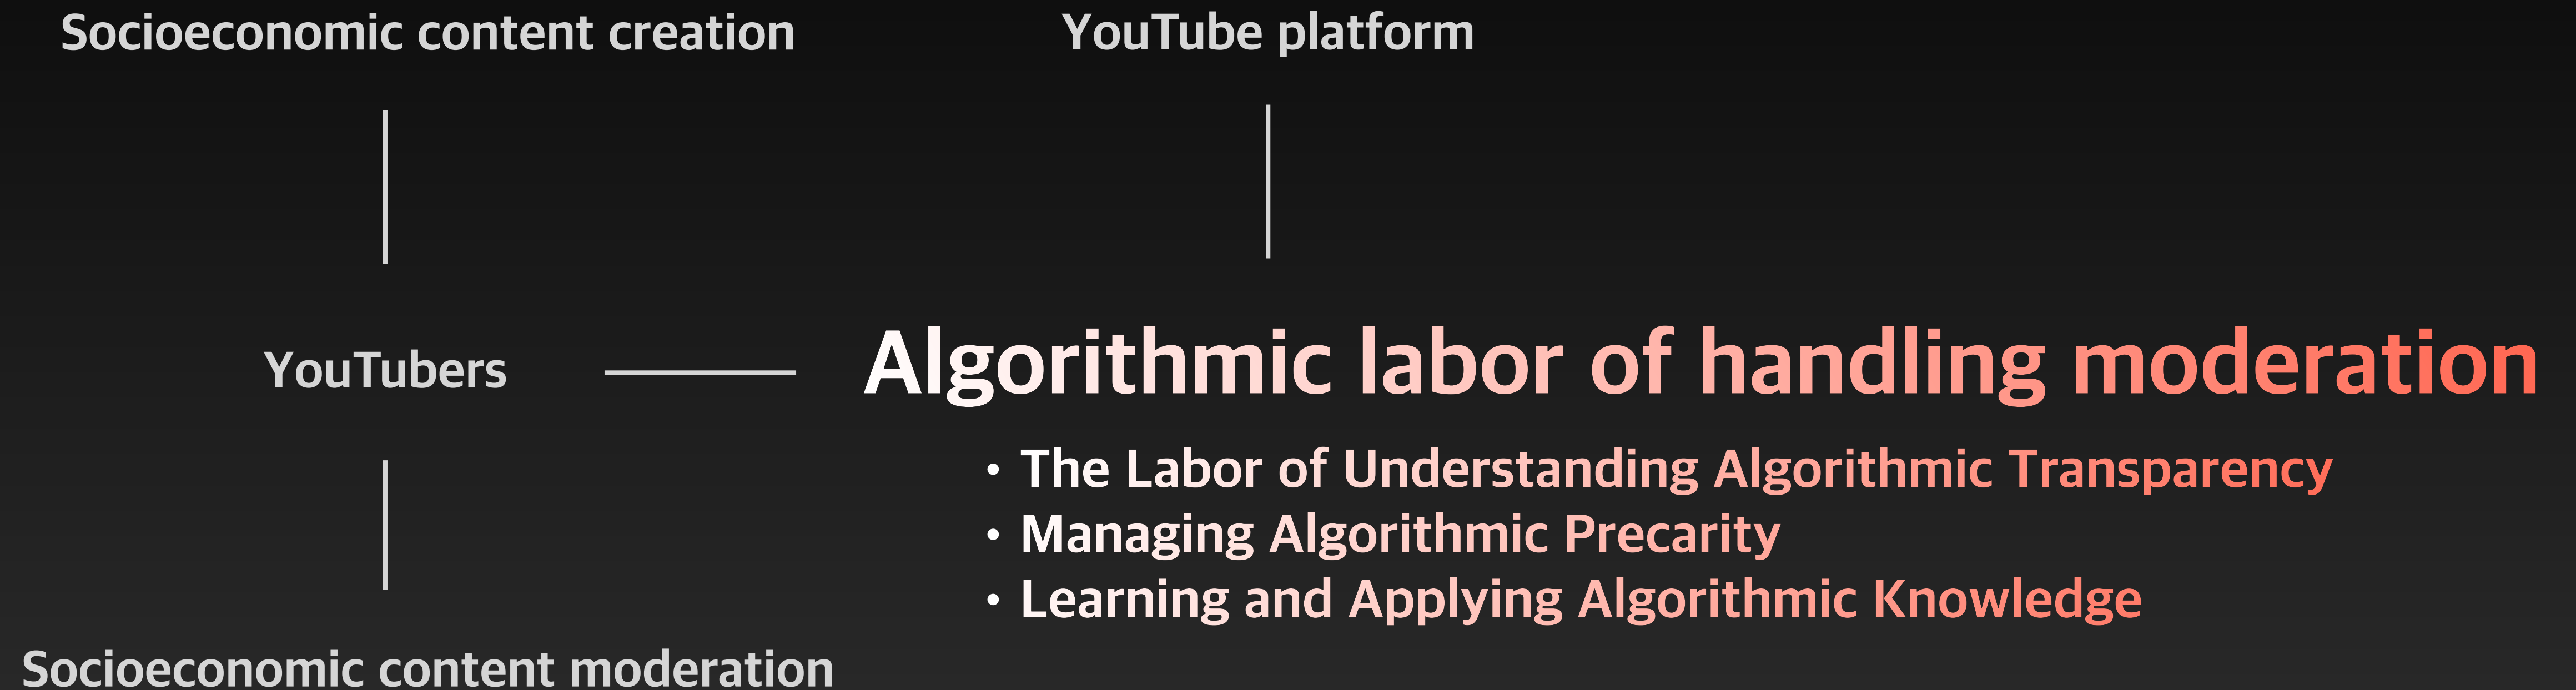 Socioeconomic content creation
YouTube platform
YouTubers
Algorithmic labor of handling moderation
• The Labor of Understanding Algorithmic Transparency
• Managing Algorithmic Precarity
• Learning and Applying Algorithmic Knowledge
Socioeconomic content moderation